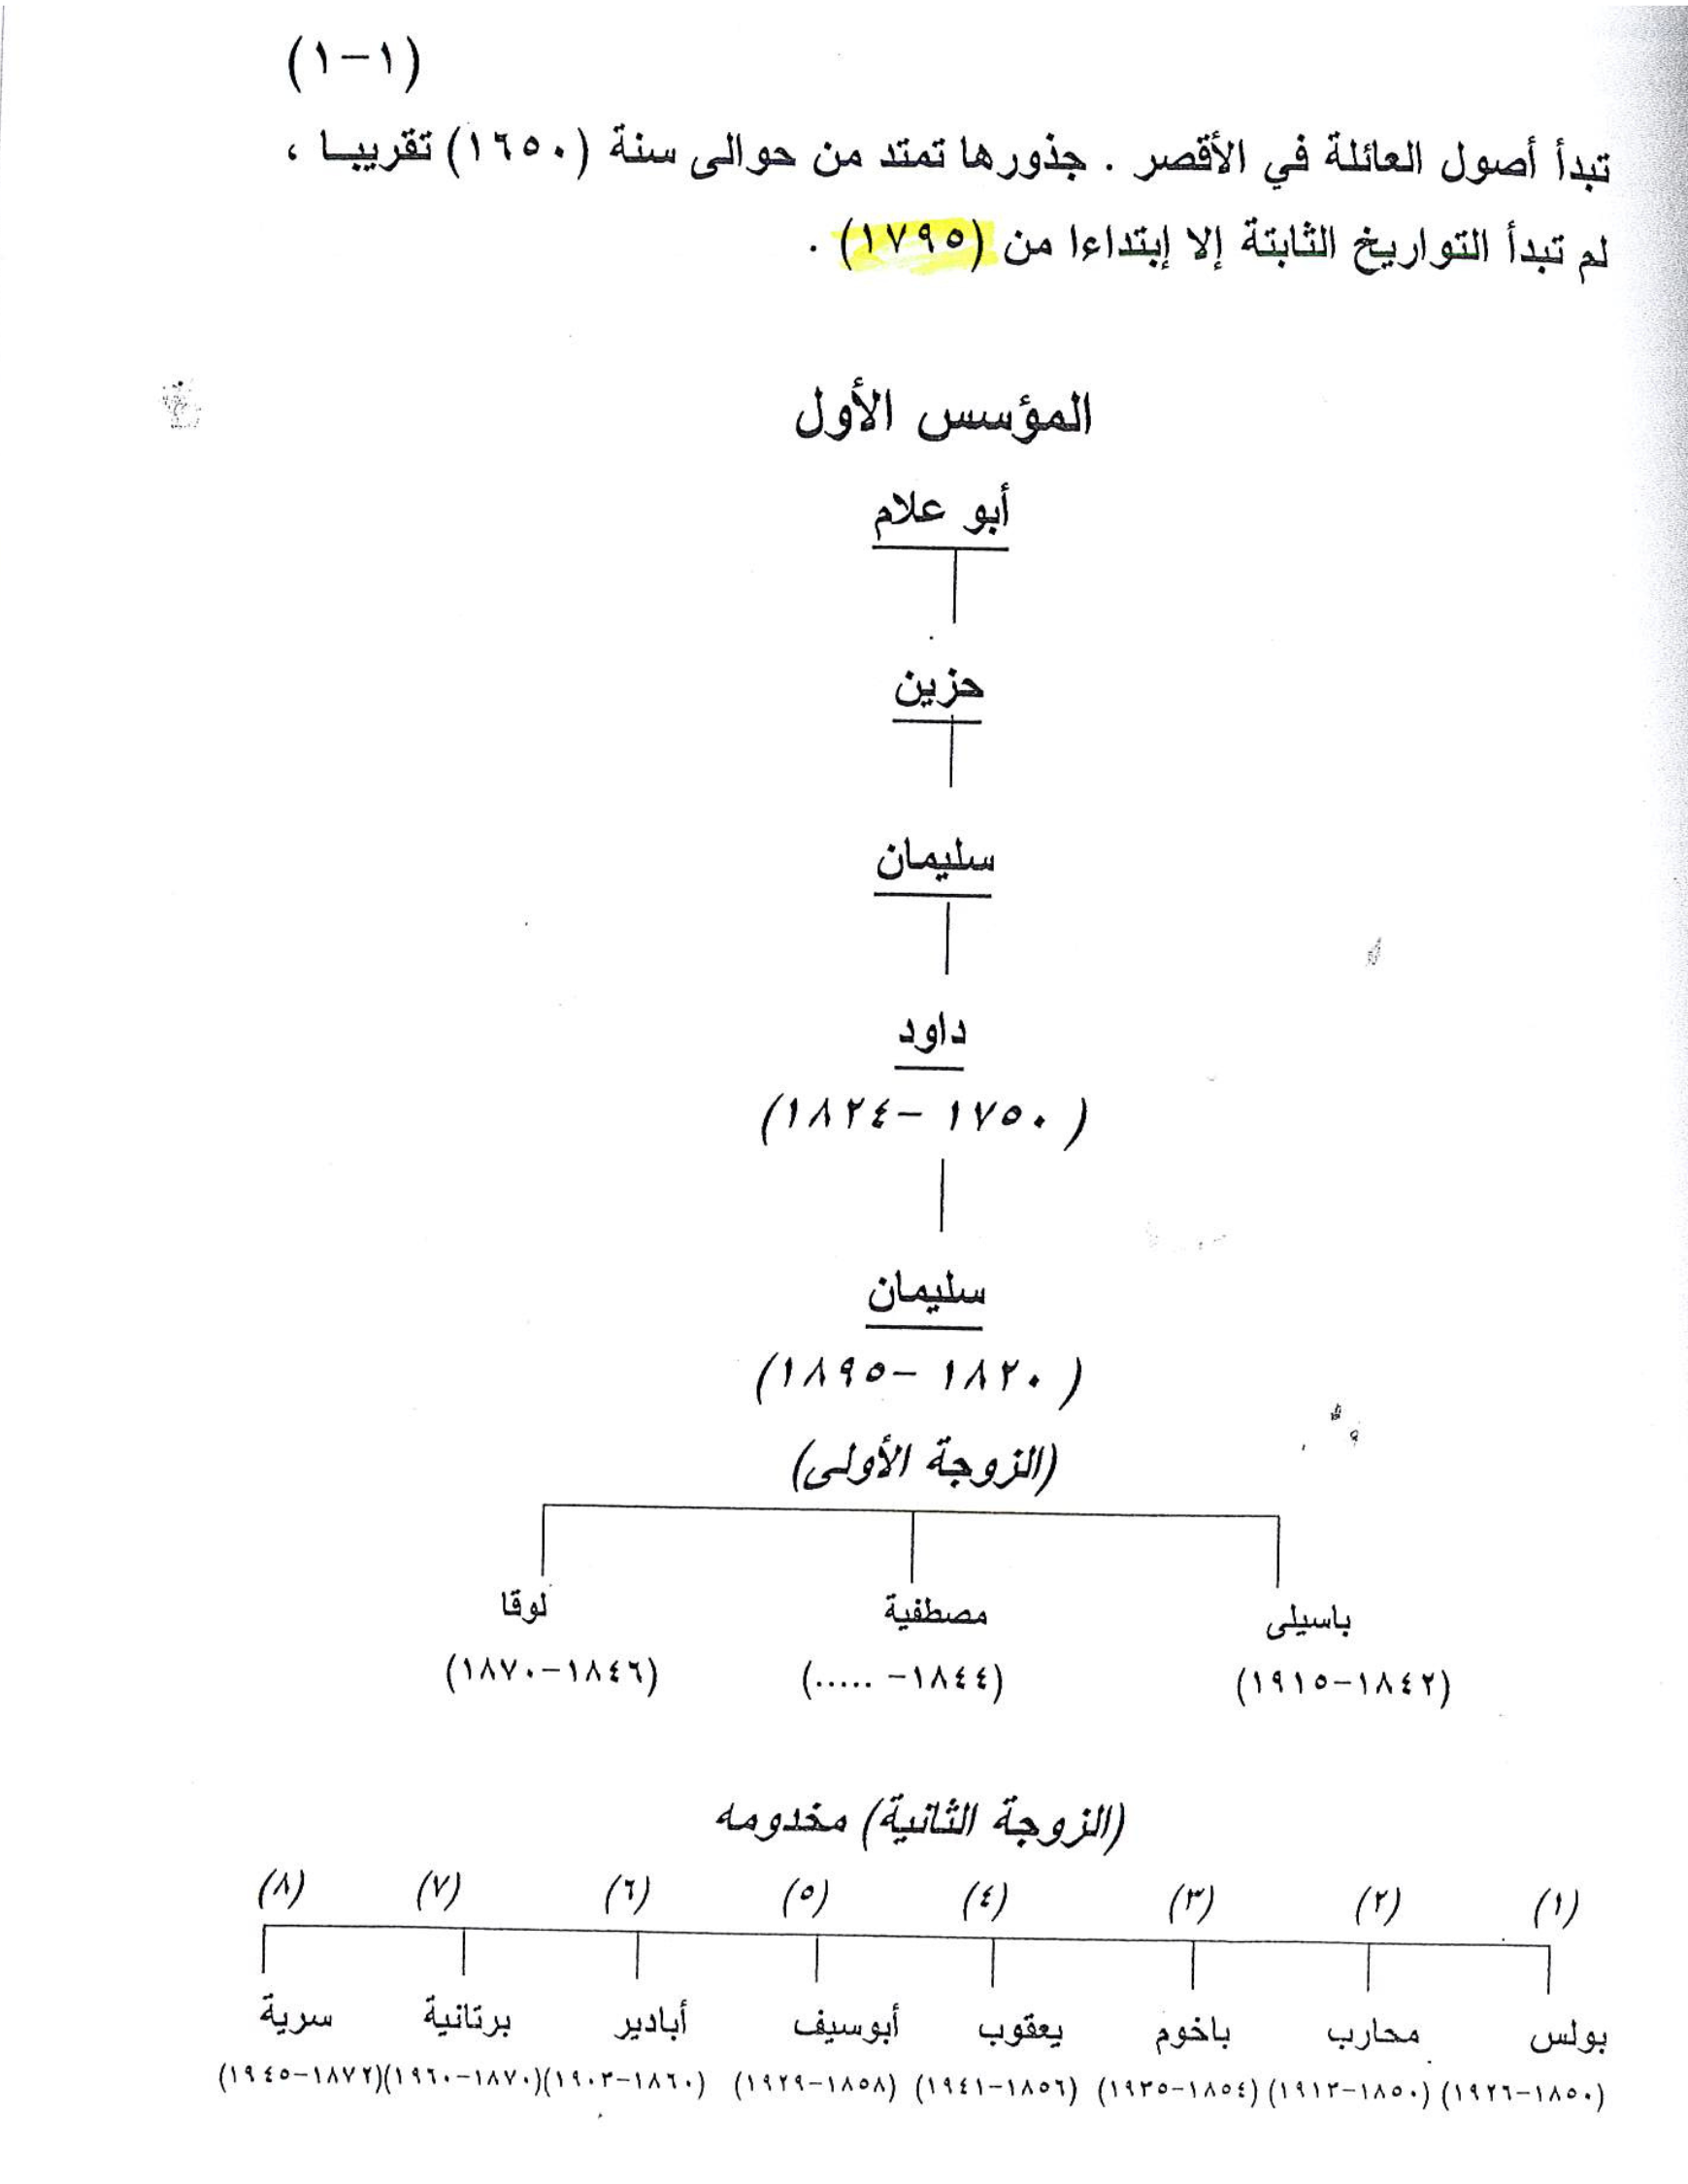 (١-١)
تبدأ أصول العائلة في الأقصر . جذورها تمتد من حوالى سنة (١٦٥٠) تقريبا ،
لم تبدأ التواريخ الثابتة إلا إبتداءا من (١٧٩٥) .
المؤسس الأول
أبو علام
حزين
سليمان
داود
(١٧٥٠ -١٨٢٤)
سليمان
(١٨٢٠ -١٨٩٥)
(الزوجة الأولى)
باسيلى مصطفية لوقا
(١٨٤٢-١٩١٥) (١٨٤٤- .....) (١٨٤٦-١٨٧٠)
(الزوجة الثانية) مخدومه
(١) (٢) (٣) (٤) (٥) (٦) (٧) (٨)
بولس محارب باخوم يعقوب أبوسيف أبادير برتانية سرية
(١٨٥٠-١٩٢٦) (١٨٥٠-١٩١٣) (١٨٥٤-١٩٣٥) (١٨٥٦-١٩٤١) (١٨٥٨-١٩٢٩) (١٨٦٠-١٩٠٣)(١٨٧٠-١٩٦٠)(١٨٧٢-١٩٤٥)